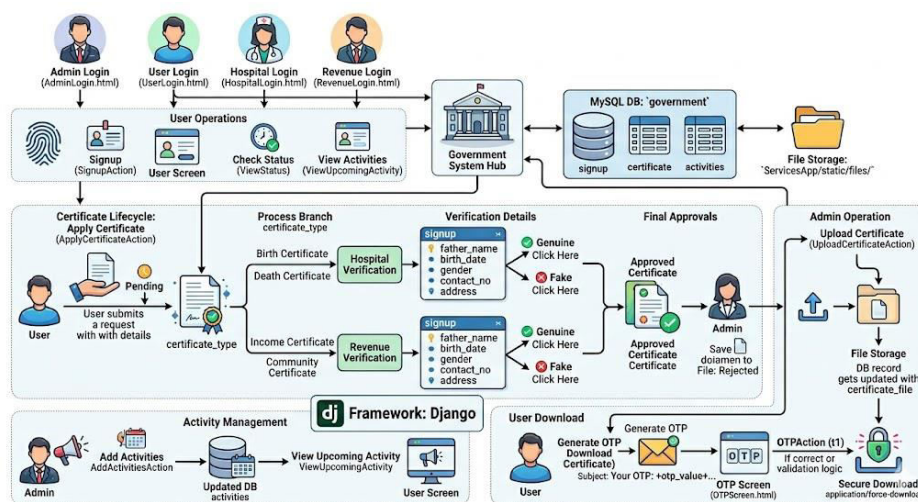 Admin Login
(AdminLogin.html)
User Login
(UserLogin.html)
Hospital Login
(HospitalLogin.html)
Revenue Login
(RevenueLogin.html)
User Operations
Signup
(SignupAction)
User Screen
Check Status
(ViewStatus)
View Activities
(ViewUpcomingActivity)
Government
System Hub
MySQL DB: `government`
signup
certificate
activities
File Storage:
`ServicesApp/static/files/`
Certificate Lifecycle:
Apply Certificate
(ApplyCertificateAction)
Pending
User
User submits
a request
with with details
certificate_type
Process Branch
certificate_type
Birth Certificate
Death Certificate
Hospital
Verification
Income Certificate
Community
Certificate
Revenue
Verification
Verification Details
signup
father_name
birth_date
gender
contact_no
address
Genuine
Click Here
Fake
Click Here
signup
father_name
birth_date
gender
contact_no
address
Genuine
Click Here
Fake
Click Here
Final Approvals
Approved
Certificate
Approved
Certificate
Certificate
Admin
Save
doiamen to
File: Rejected
Admin Operation
Upload Certificate
(UploadCertificateAction)
File Storage
DB record
gets updated with
certificate_file
dj
Framework: Django
Activity Management
Admin
Add Activities
AddActivitiesAction
Updated DB
activities
View Upcoming Activity
ViewUpcomingActivity
User Screen
User Download
User
Generate OTP
Download
Certificate)
Generate OTP
Subject: Your OTP: +otp_value+...
OTP
OTP Screen
(OTPScreen.html)
OTPAction (t1)
If correct or
validation logic
Secure Download
application/force-downloa